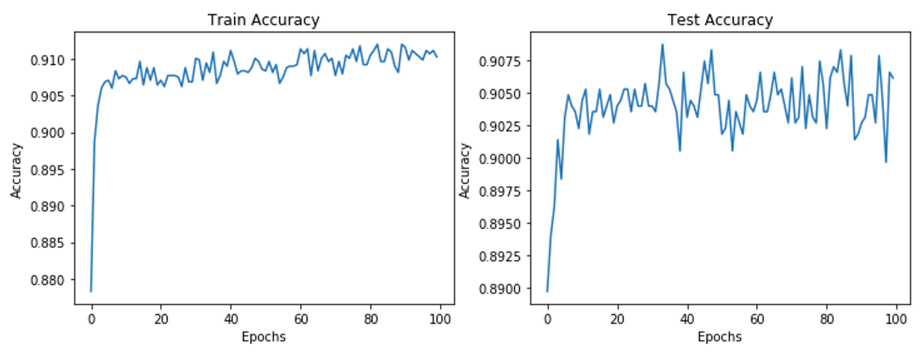 Train Accuracy
Accuracy
0.910
0.905
0.900
0.895
0.890
0.885
0.880
0 20 40 60 80 100
Epochs
Test Accuracy
Accuracy
0.9075
0.9050
0.9025
0.9000
0.8975
0.8950
0.8925
0.8900
0 20 40 60 80 100
Epochs